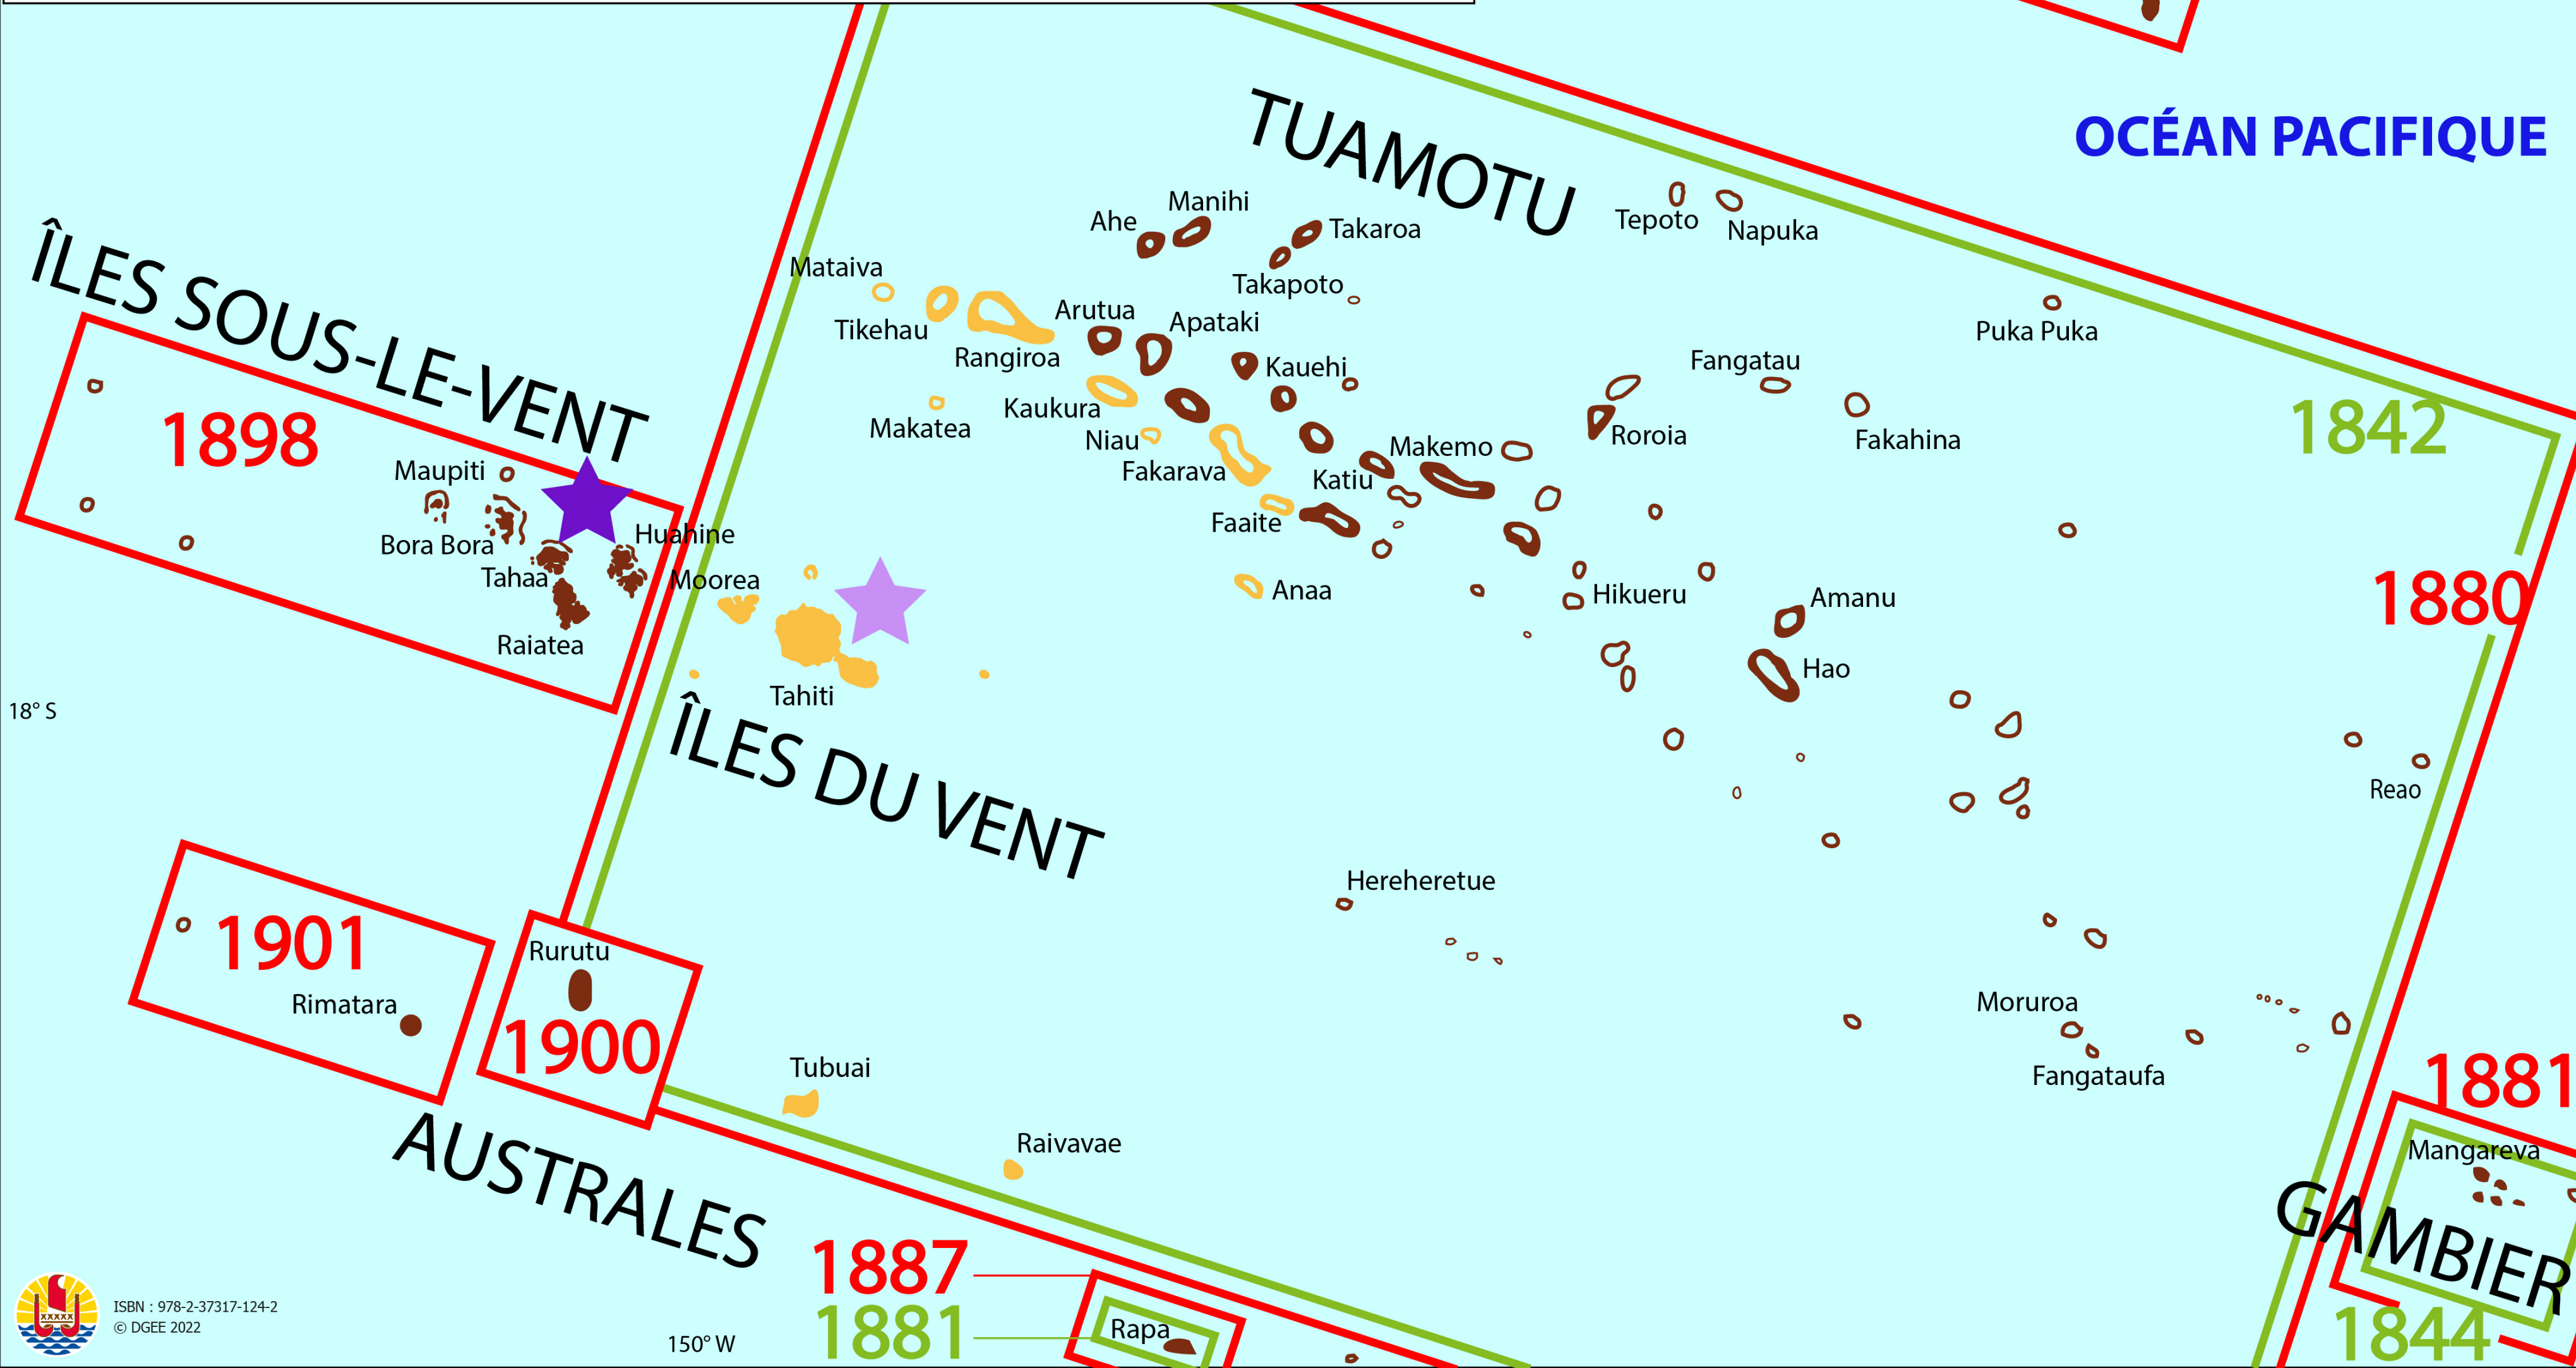 TUAMOTU
OCÉAN PACIFIQUE
ÎLES SOUS-LE-VENT
Manihi
Ahe
Takaroa
Tepoto
Napuka
Mataiva
Takapoto
Tikehau
Arutua
Apataki
Puka Puka
Rangiroa
Kauehi
Fangatau
1898
Kaukura
1842
Makatea
Niau
Makemo
Roroia
Fakahina
Maupiti
Fakarava
Katiu
Faaite
Huahine
Bora Bora
Tahaa
Moorea
Anaa
Hikueru
Amanu
1880
Raiatea
Hao
Tahiti
18° S
ÎLES DU VENT
Reao
Hereheretue
1901
Rurutu
Rimatara
1900
Moruroa
Tubuai
Fangataufa
1881
AUSTRALES
Raivavae
Mangareva
GAMBIER
1887
ISBN : 978-2-37317-124-2
© DGEE 2022
1881
Rapa
1844
150° W